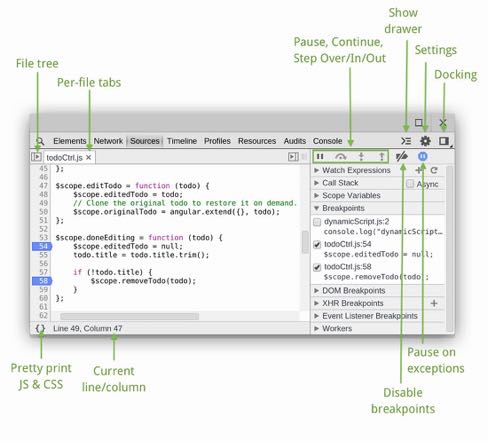 Show
drawer
Pause, Continue,
Step Over/In/Out
Settings
File tree
Docking
Per-file tabs
Elements Network Sources Timeline Profiles Resources Audits Console
todoCtrl.js
45 };
46
47 $scope.editTodo = function (todo) {
48 $scope.editedTodo = todo;
49 // Clone the original todo to restore it on demand.
50 $scope.originalTodo = angular.extend({}, todo);
51 };
52
53 $scope.doneEditing = function (todo) {
54 $scope.editedTodo = null;
55 todo.title = todo.title.trim();
56
57 if (!todo.title) {
58 $scope.removeTodo(todo);
59 }
60 };
61
62
{} Line 49, Column 47
Watch Expressions
Call Stack Async
Scope Variables
Breakpoints
dynamicScript.js:2
console.log("dynamicScript…
todoCtrl.js:54
$scope.editedTodo = null;
todoCtrl.js:58
$scope.removeTodo(todo);
DOM Breakpoints
XHR Breakpoints
Event Listener Breakpoints
Workers
Pretty print
JS & CSS
Current
line/column
Pause on
exceptions
Disable
breakpoints